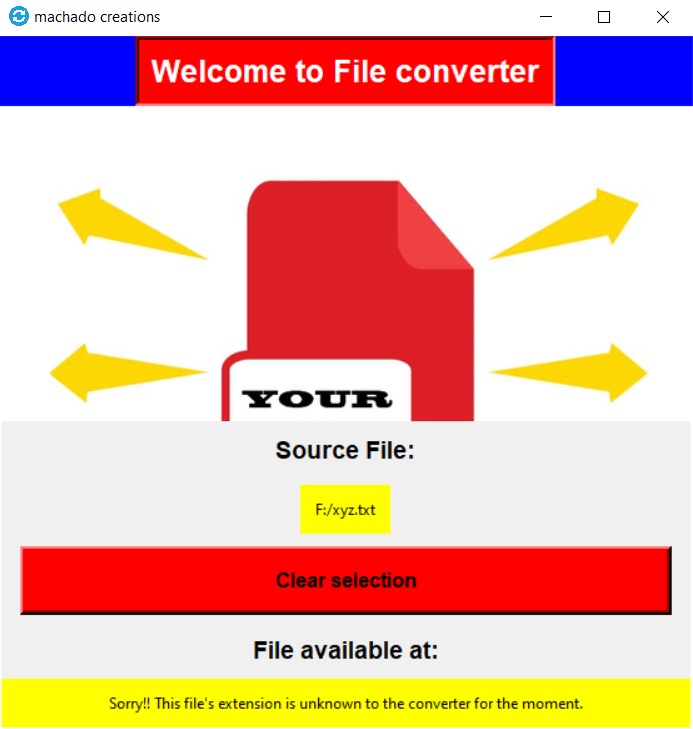 machado creations
Welcome to File converter
YOUR
Source File:
F:/xyz.txt
Clear selection
File available at:
Sorry!! This file's extension is unknown to the converter for the moment.